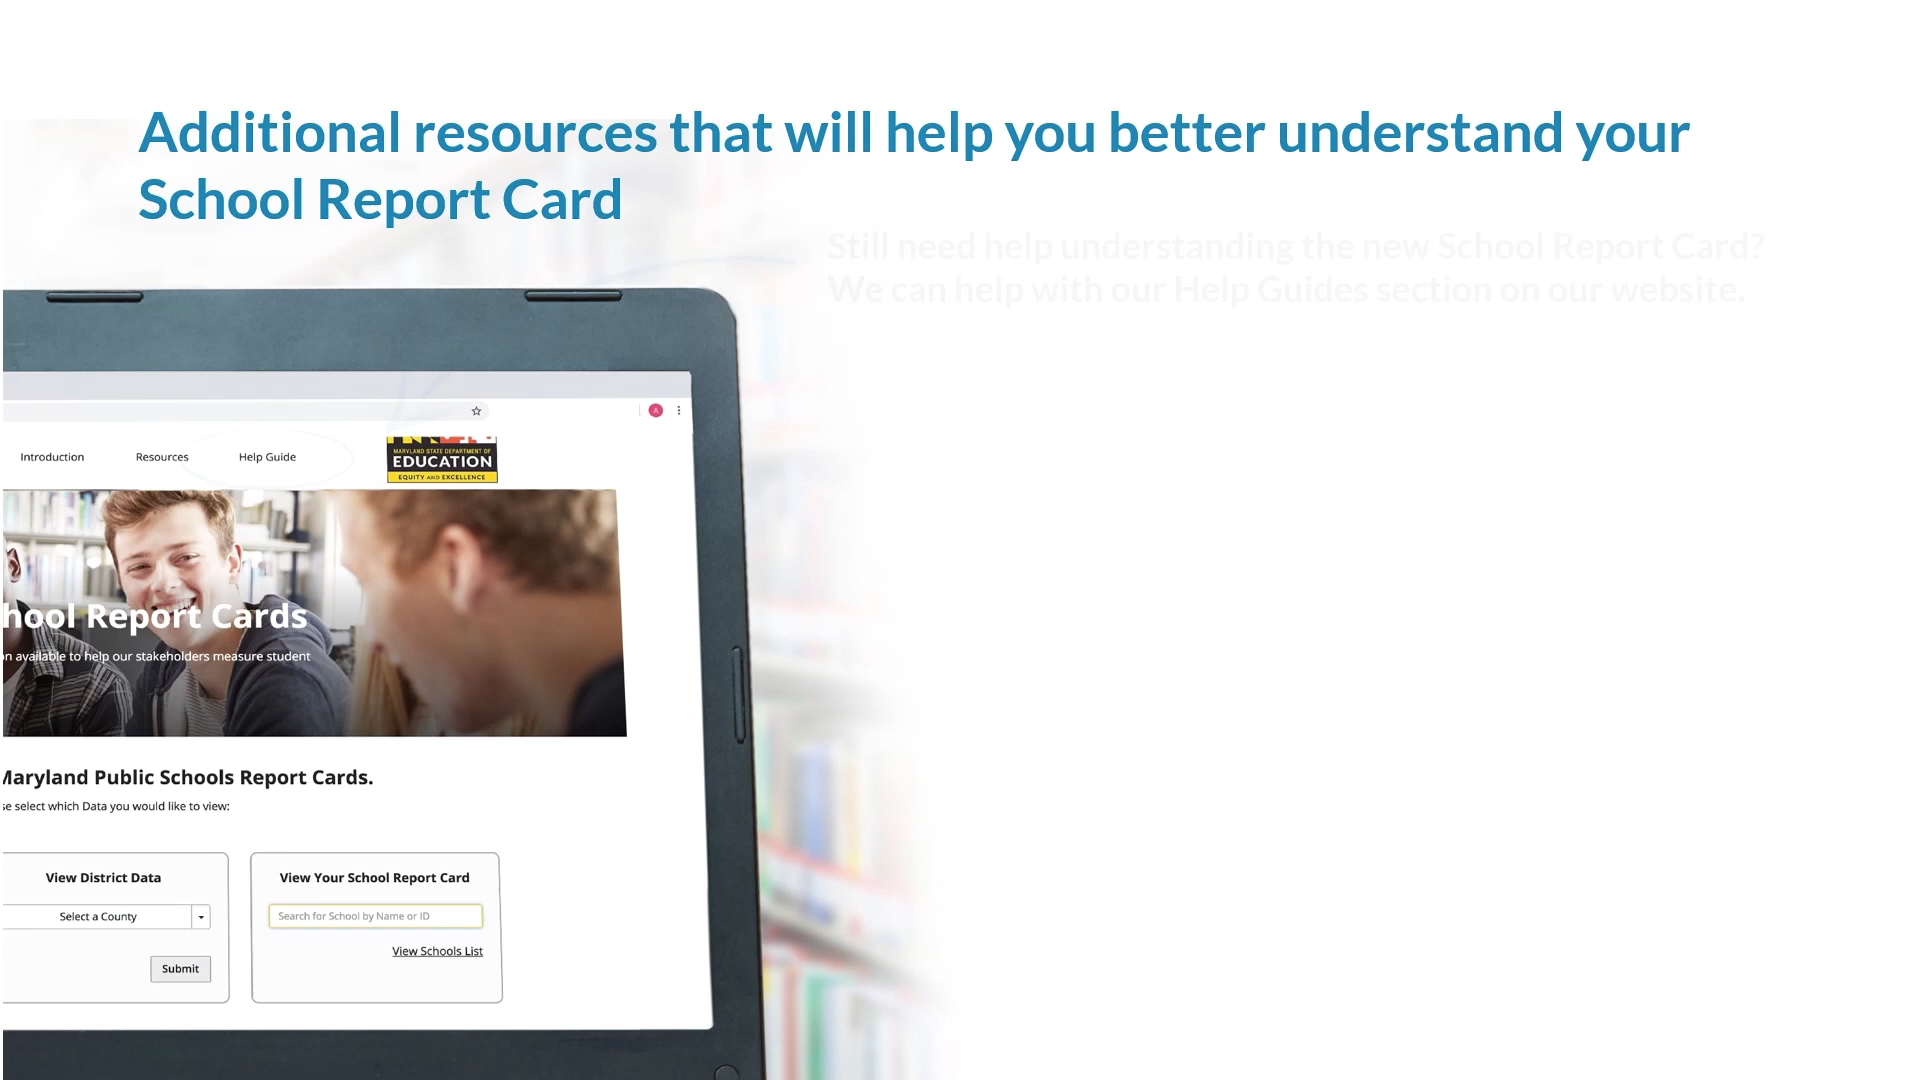 Additional resources that will help you better understand your
School Report Card
Still need help understanding the new School Report Card?
We can help with our Help Guides section on our website.
A
Introduction
Resources
Help Guide
MARYLAND STATE DEPARTMENT OF
EDUCATION
EQUITY AND EXCELLENCE
hool Report Cards
on available to help our stakeholders measure student
Maryland Public Schools Report Cards.
se select which Data you would like to view:
View District Data
Select a County
Submit
View Your School Report Card
Search for School by Name or ID
View Schools List